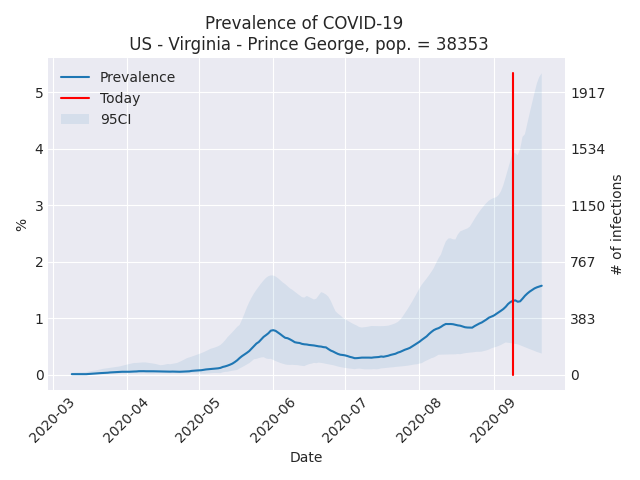 Prevalence of COVID-19
US - Virginia - Prince George, pop. = 38353
Prevalence
Today
95CI
%
5
4
3
2
1
0
1917
1534
1150
767
383
0
# of infections
2020-03
2020-04
2020-05
2020-06
2020-07
2020-08
2020-09
Date